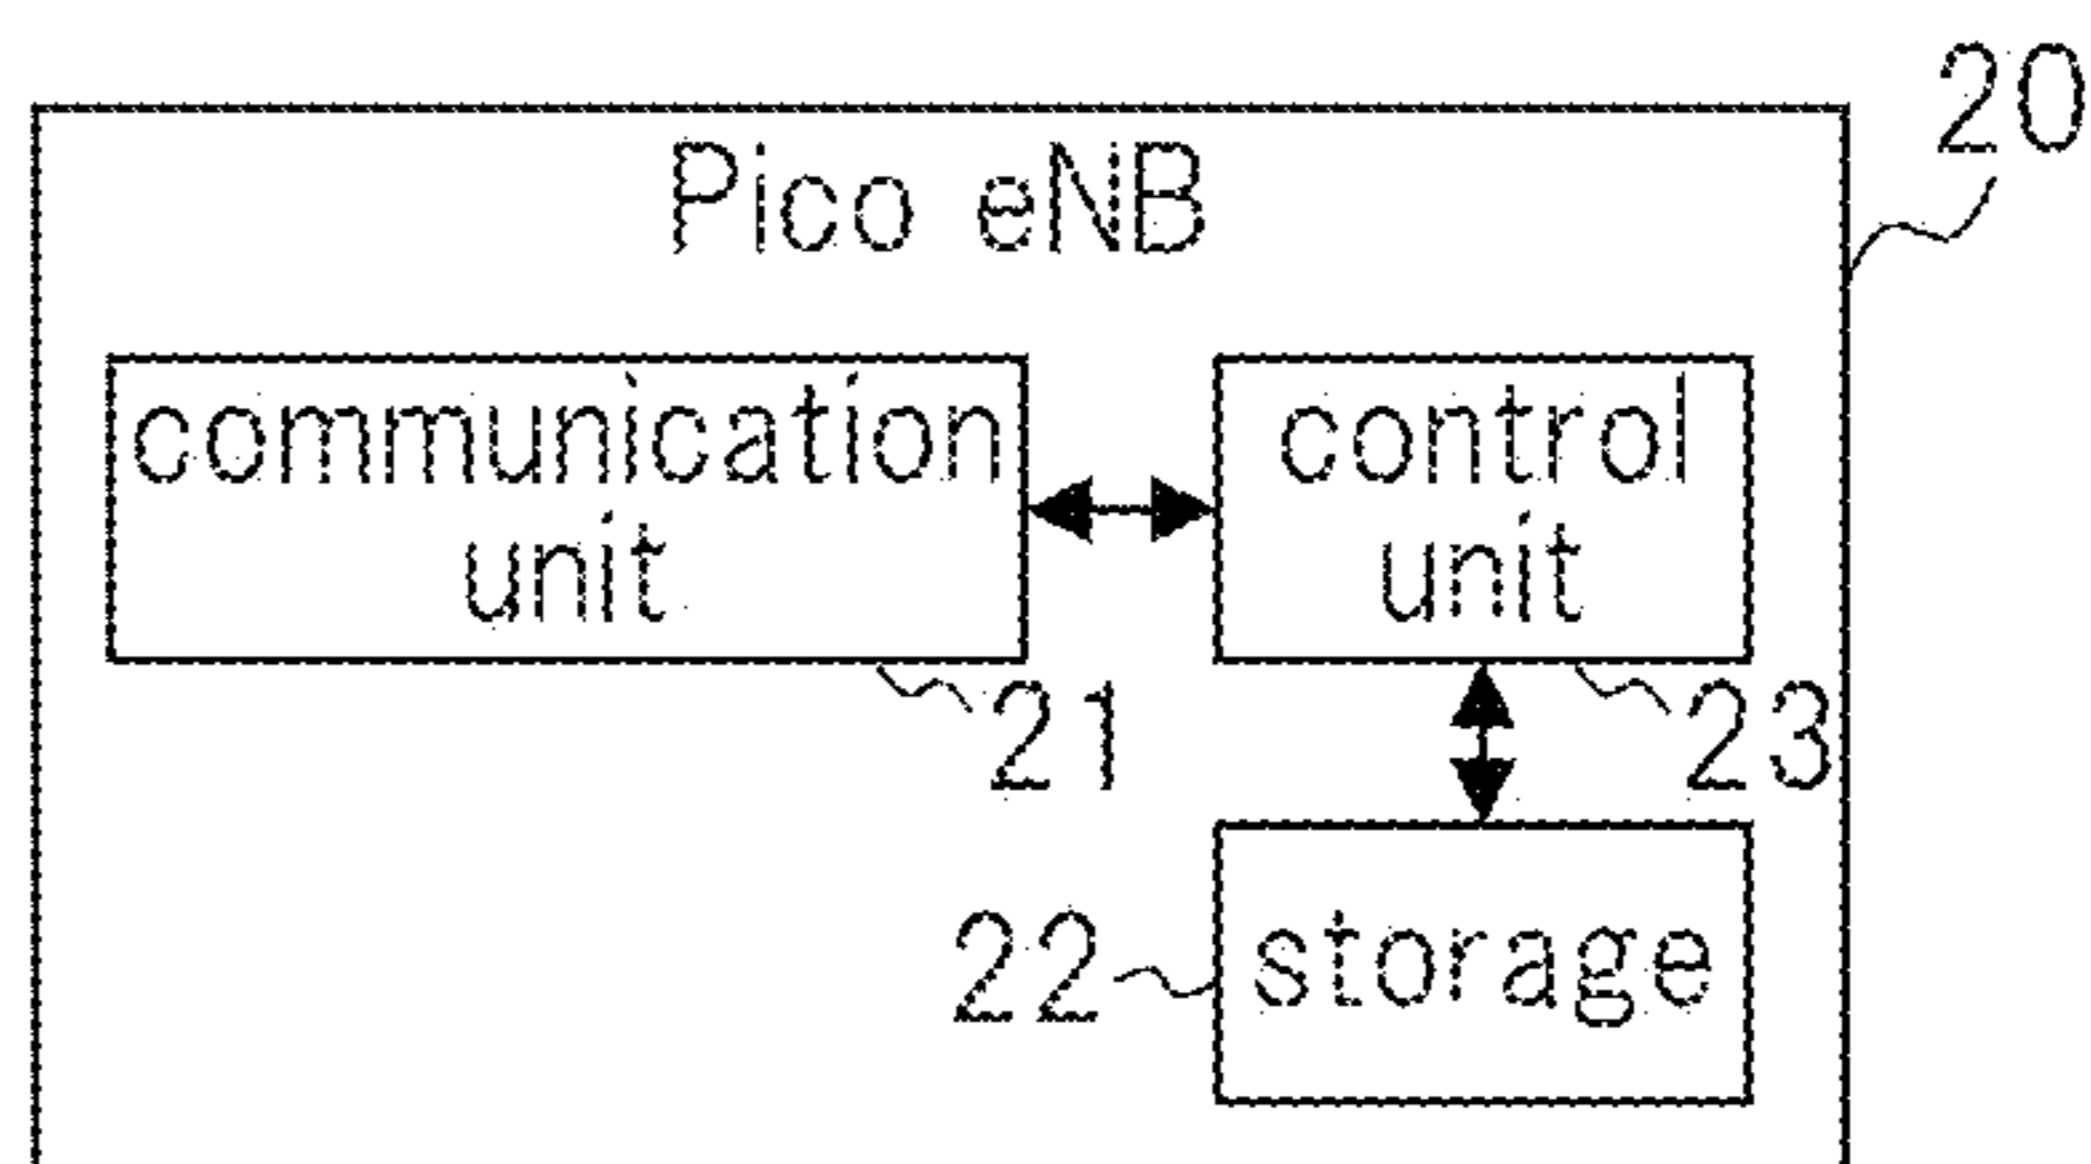 20
Pico eNB
communication
unit
control
unit
21
23
22
storage